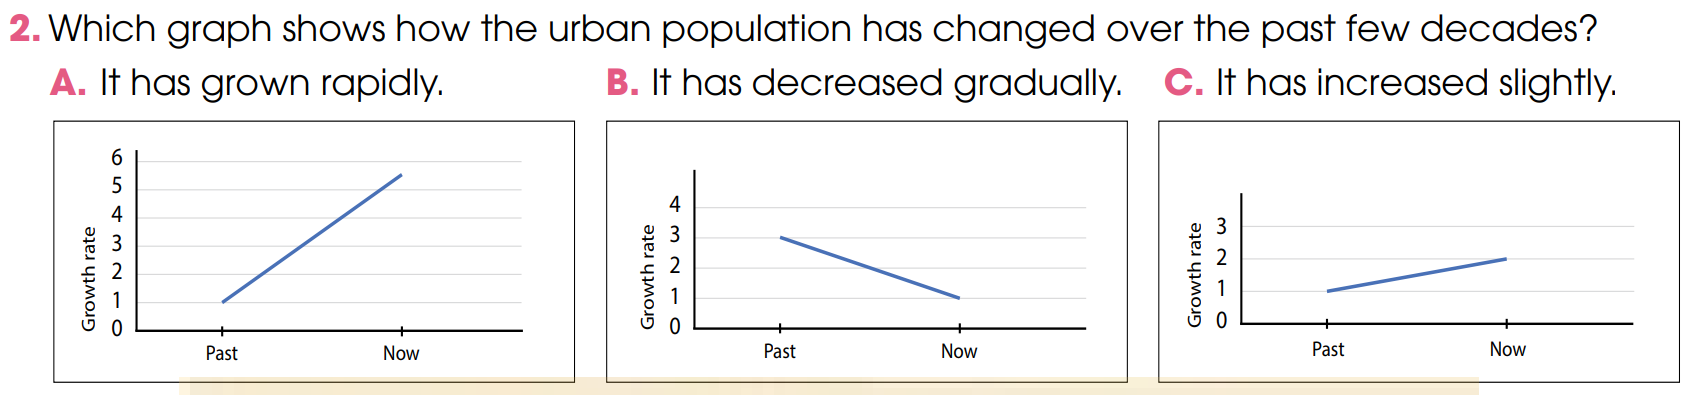 2. Which graph shows how the urban population has changed over the past few decades?
A. It has grown rapidly.
B. It has decreased gradually.
C. It has increased slightly.
Growth rate
6
5
4
3
2
1
0
Past Now
Growth rate
4
3
2
1
0
Past Now
Growth rate
3
2
1
0
Past Now